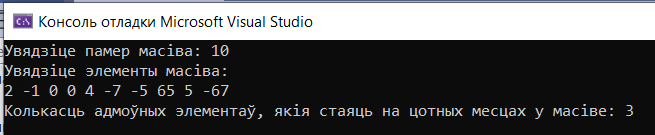 Консоль отладки Microsoft Visual Studio
Увядзіце памер масіва: 10
Увядзіце элементы масіва:
2 -1 0 0 4 -7 -5 65 5 -67
Колькасць адмоўных элементаў, якія стаяць на цотных месцах у масіве: 3